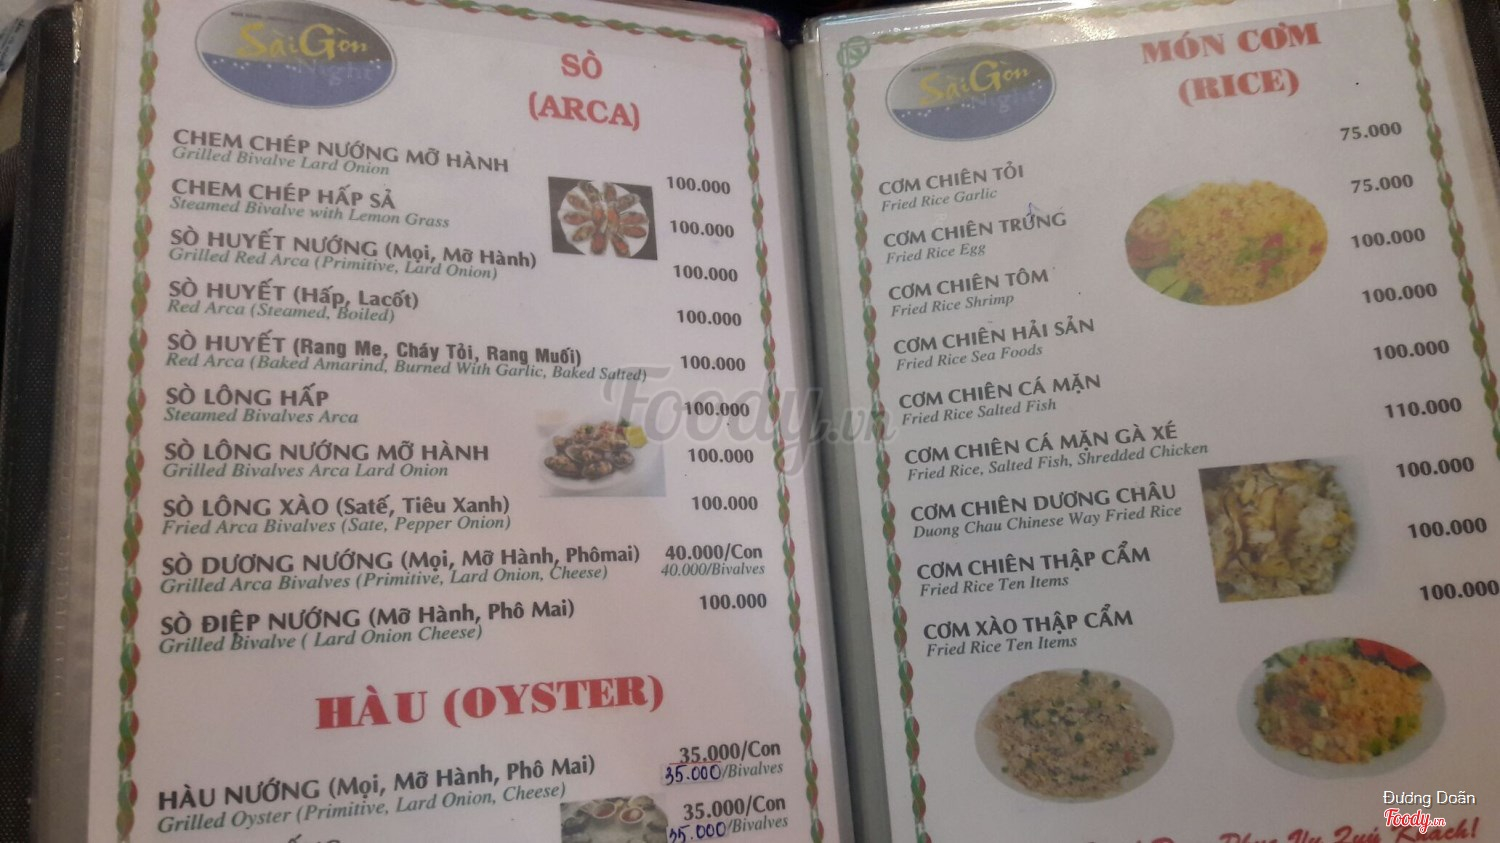 SàiGòn
Night
SÒ
(ARCA)
CHEM CHÉP NƯỚNG MỠ HÀNH
Grilled Bivalve Lard Onion
100.000
CHEM CHÉP HẤP SẢ
Steamed Bivalve with Lemon Grass
100.000
SÒ HUYẾT NƯỚNG (Mọi, Mỡ Hành)
Grilled Red Arca (Primitive, Lard Onion)
100.000
SÒ HUYẾT (Hấp, Lacốt)
Red Arca (Steamed, Boiled)
100.000
SÒ HUYẾT (Rang Me, Cháy Tỏi, Rang Muối)
Red Arca (Baked Amarind, Burned With Garlic, Baked Salted)
100.000
SÒ LÔNG HẤP
Steamed Bivalves Arca
100.000
SÒ LÔNG NƯỚNG MỠ HÀNH
Grilled Bivalves Arca Lard Onion
100.000
SÒ LÔNG XÀO (Satế, Tiêu Xanh)
Fried Arca Bivalves (Sate, Pepper Onion)
100.000
SÒ DƯƠNG NƯỚNG (Mọi, Mỡ Hành, Phômai)
40.000/Con
Grilled Arca Bivalves (Primitive, Lard Onion, Cheese)
40.000/Bivalves
SÒ ĐIỆP NƯỚNG (Mỡ Hành, Phô Mai)
Grilled Bivalve ( Lard Onion Cheese)
100.000
HÀU (OYSTER)
HÀU NƯỚNG (Mọi, Mỡ Hành, Phô Mai)
35.000/Con
Grilled Oyster (Primitive, Lard Onion, Cheese)
35.000/Bivalves
35.000/Con
35.000/Bivalves
SàiGòn
Night
MÓN CƠM
(RICE)
CƠM CHIÊN TỎI
Fried Rice Garlic
75.000
CƠM CHIÊN TRỨNG
Fried Rice Egg
75.000
CƠM CHIÊN TÔM
Fried Rice Shrimp
100.000
CƠM CHIÊN HẢI SẢN
Fried Rice Sea Foods
100.000
CƠM CHIÊN CÁ MẶN
Fried Rice Salted Fish
100.000
CƠM CHIÊN CÁ MẶN GÀ XÉ
Fried Rice, Salted Fish, Shredded Chicken
110.000
CƠM CHIÊN DƯƠNG CHÂU
Duong Chau Chinese Way Fried Rice
100.000
CƠM CHIÊN THẬP CẨM
Fried Rice Ten Items
100.000
CƠM XÀO THẬP CẨM
Fried Rice Ten Items
100.000
Quý Khách!
Foody.vn
Đương Doãn
Foody.vn